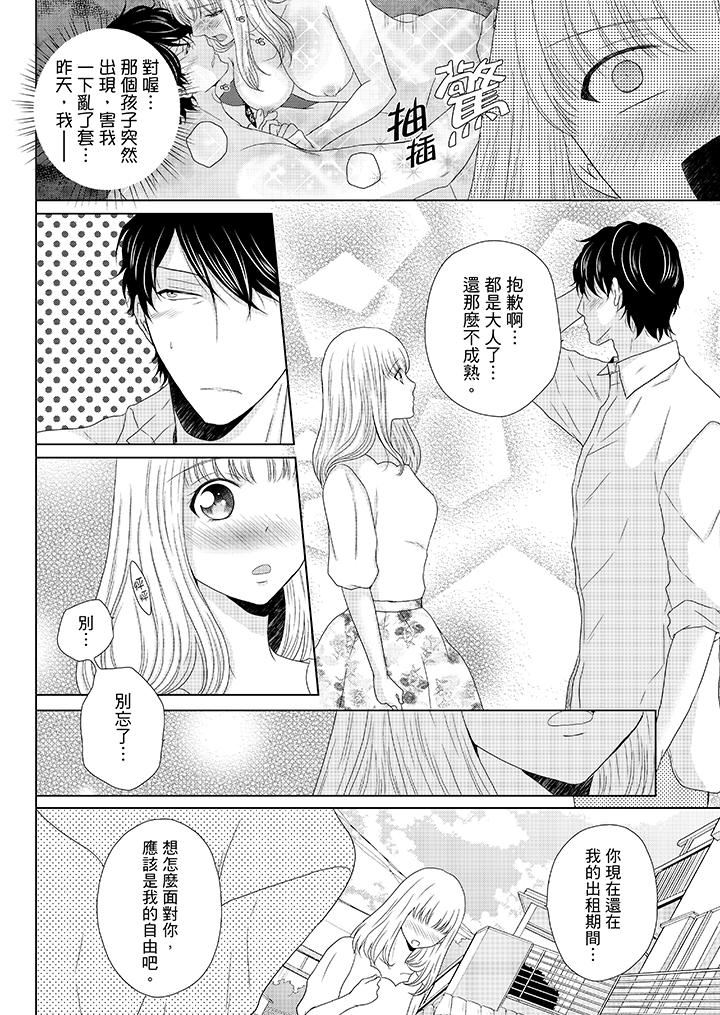 驚
抽
插
對喔…
那個孩子突然
出現，害我
一下亂了套…
昨天，我──
抱歉啊…
都是大人了…
還那麼不成熟。
別…
別忘了…
你現在還在
我的出租期間…
想怎麼面對你，
應該是我的自由吧。